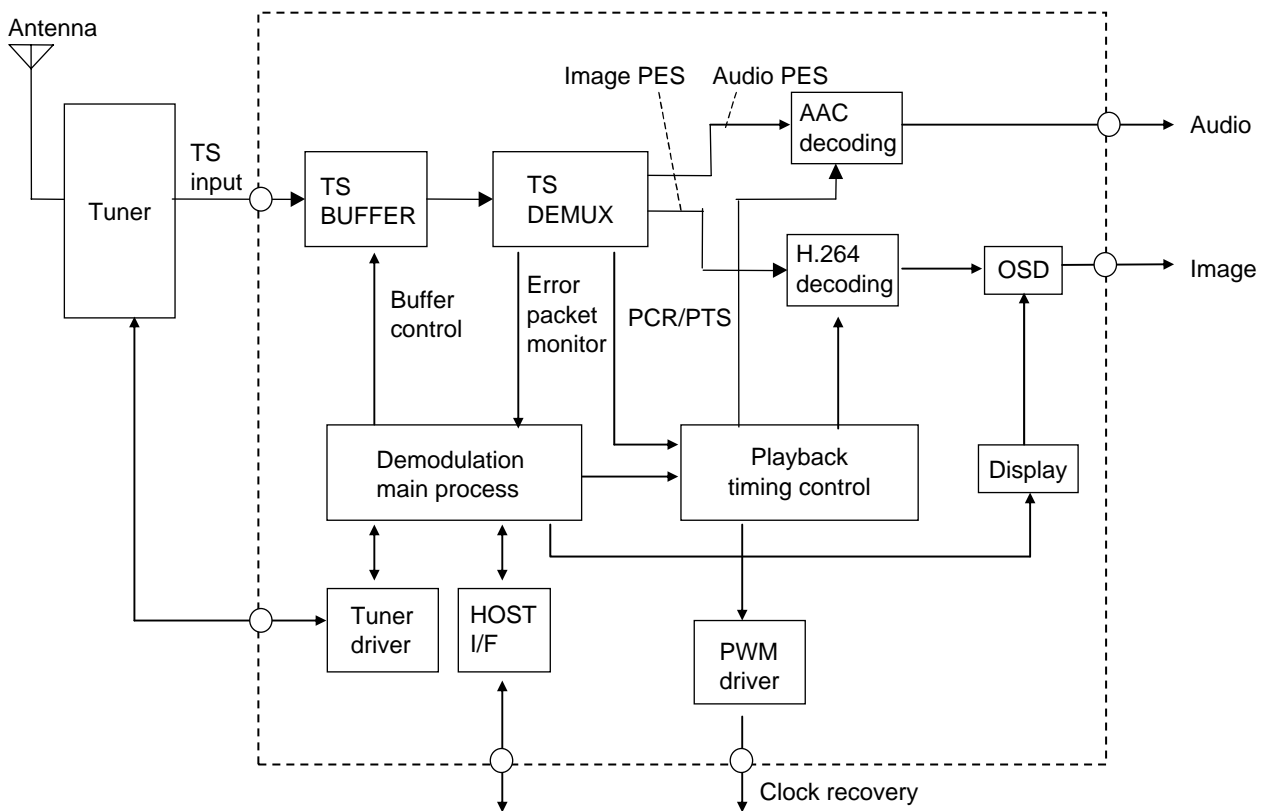 Antenna
Image PES
Audio PES
AAC
decoding
Audio
TS
input
Tuner
TS
BUFFER
TS
DEMUX
H.264
decoding
OSD
Image
Buffer
control
Error
packet
monitor
PCR/PTS
Demodulation
main process
Playback
timing control
Display
Tuner
driver
HOST
I/F
PWM
driver
Clock recovery